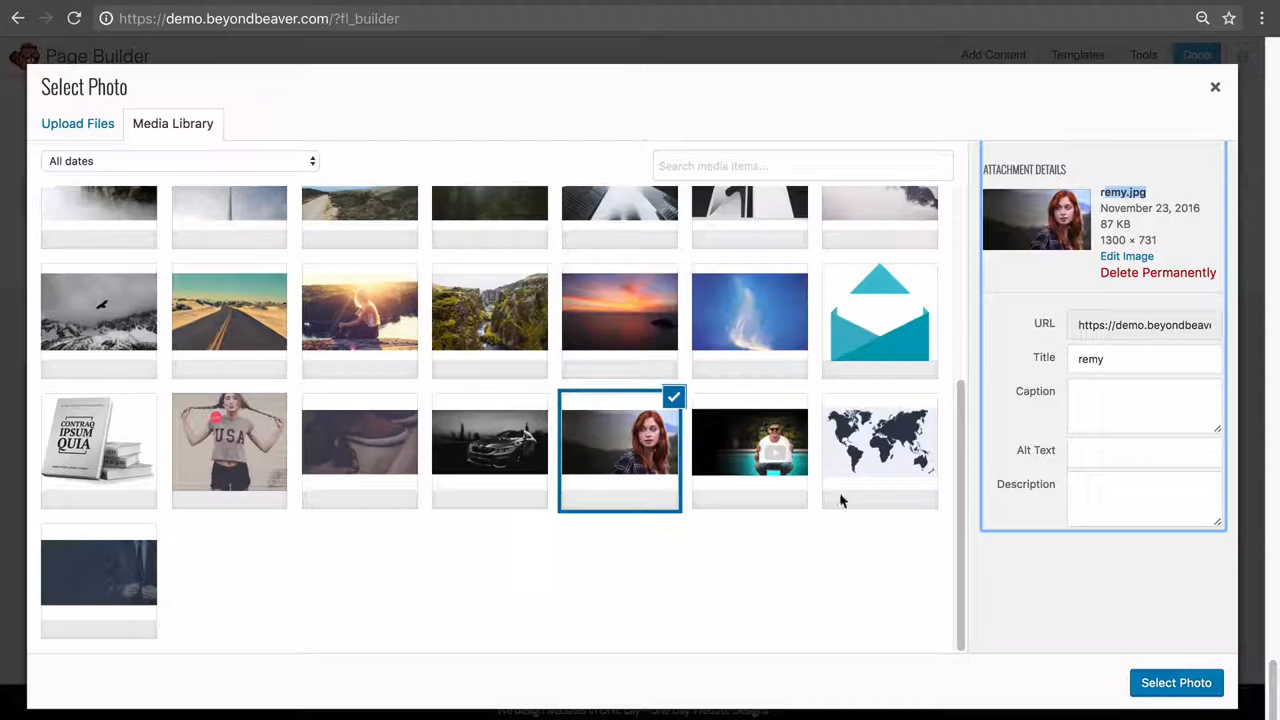 https://demo.beyondbeaver.com/?fl_builder
Page Builder
Add Content
Templates
Tools
Done
Select Photo
Upload Files
Media Library
All dates
Search media items...
ATTACHMENT DETAILS
remy.jpg
November 23, 2016
87 KB
1300 × 731
Edit Image
Delete Permanently
URL
https://demo.beyondbeav
Title
remy
Caption
Alt Text
Description
CONTRAQ
IPSUM
QUIA
USA
Select Photo